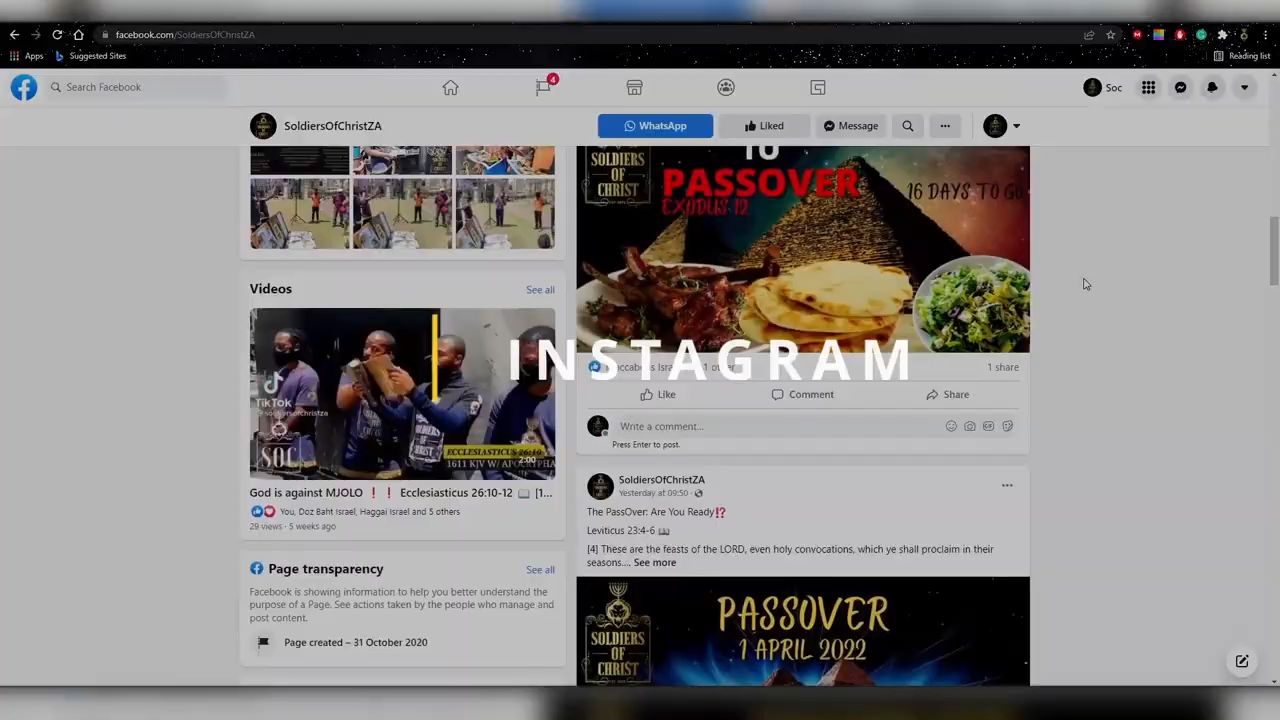 facebook.com/SoldiersOfChristZA
Apps
Suggested Sites
Reading list
Search Facebook
4
Soc
SoldiersOfChristZA
WhatsApp
Liked
Message
SOLDIERS
OF
CHRIST
TO
PASSOVER
EXODUS 12
16 DAYS TO GO
Videos
See all
TikTok
@soldiersofchristza
SOC
ECCLESIASTICUS 26:10
1611 KJV W/ APOCRYPHA
2:00
God is against MJOLO ❗ ❗ Ecclesiasticus 26:10-12 📖 [1...
You, Doz Baht Israel, Haggai Israel and 5 others
29 views · 5 weeks ago
INSTAGRAM
1 share
Like
Comment
Share
Write a comment...
Press Enter to post.
SoldiersOfChristZA
Yesterday at 09:50 ·
The PassOver: Are You Ready⁉️
Leviticus 23:4-6 📖
[4] These are the feasts of the LORD, even holy convocations, which ye shall proclaim in their
seasons.... See more
Page transparency
See all
Facebook is showing information to help you better understand the
purpose of a Page. See actions taken by the people who manage and
post content.
Page created – 31 October 2020
SOLDIERS
OF
CHRIST
PASSOVER
1 APRIL 2022